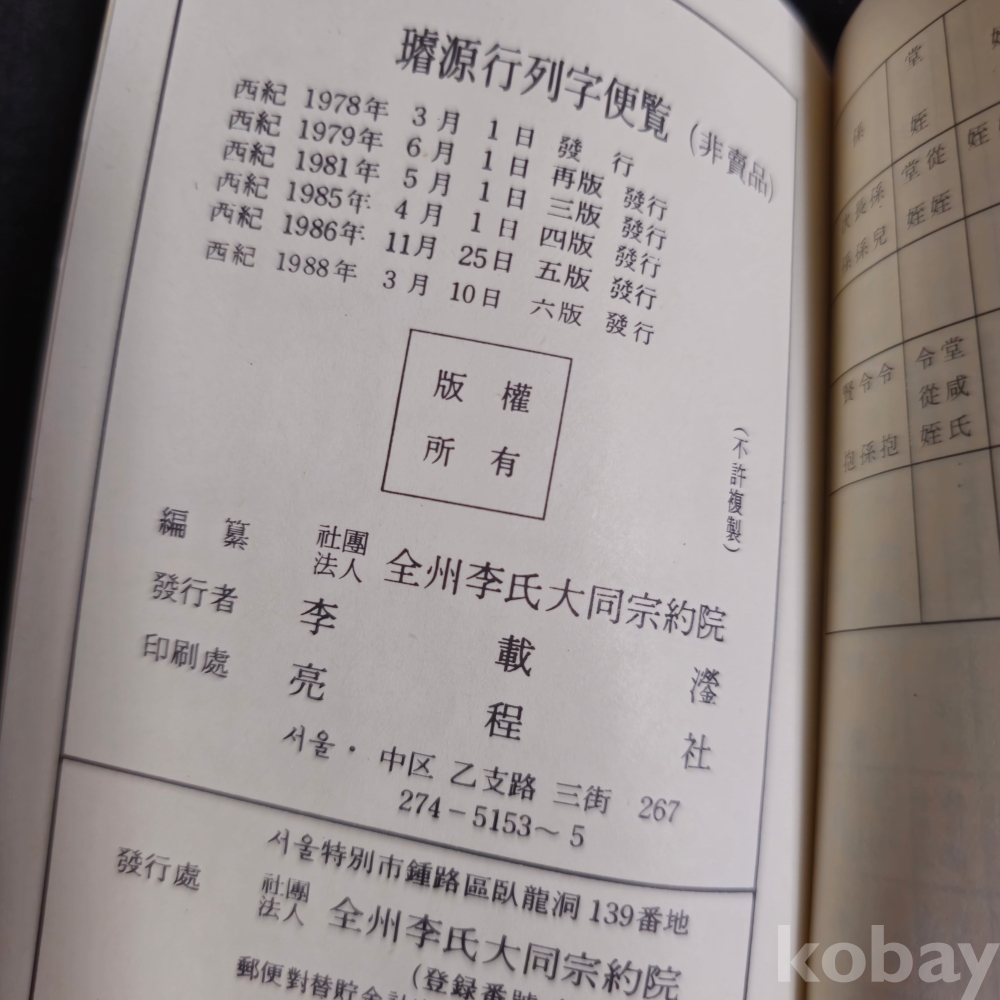 璿源行列字便覧 (非賣品)
西紀 1978年 3月 1日 發行
西紀 1979年 6月 1日 再版 發行
西紀 1981年 5月 1日 三版 發行
西紀 1985年 4月 1日 四版 發行
西紀 1986年 11月 25日 五版 發行
西紀 1988年 3月 10日 六版 發行
版權
所有
(不許複製)
編纂 社團法人 全州李氏大同宗約院
發行者 李載瀅
印刷處 亮程社
서울・中区 乙支路 三街 267
274-5153~5
서울特別市鍾路區臥龍洞 139番地
發行處 社團法人 全州李氏大同宗約院
(登録番號
郵便對替貯金
堂
姪
堂從
姪姪
令堂
從咸
姪氏
kobay